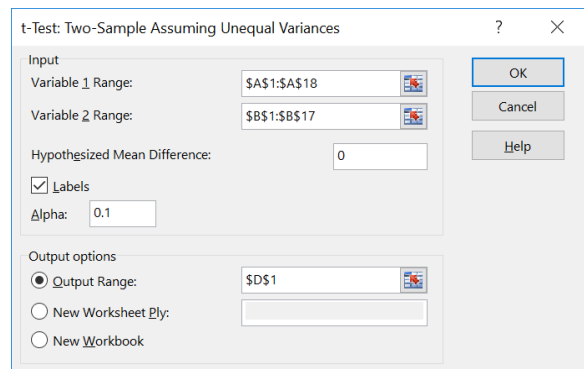 t-Test: Two-Sample Assuming Unequal Variances
?
Input
Variable 1 Range:
$A$1:$A$18
Variable 2 Range:
$B$1:$B$17
Hypothesized Mean Difference:
0
Labels
Alpha:
0.1
OK
Cancel
Help
Output options
Output Range:
$D$1
New Worksheet Ply:
New Workbook